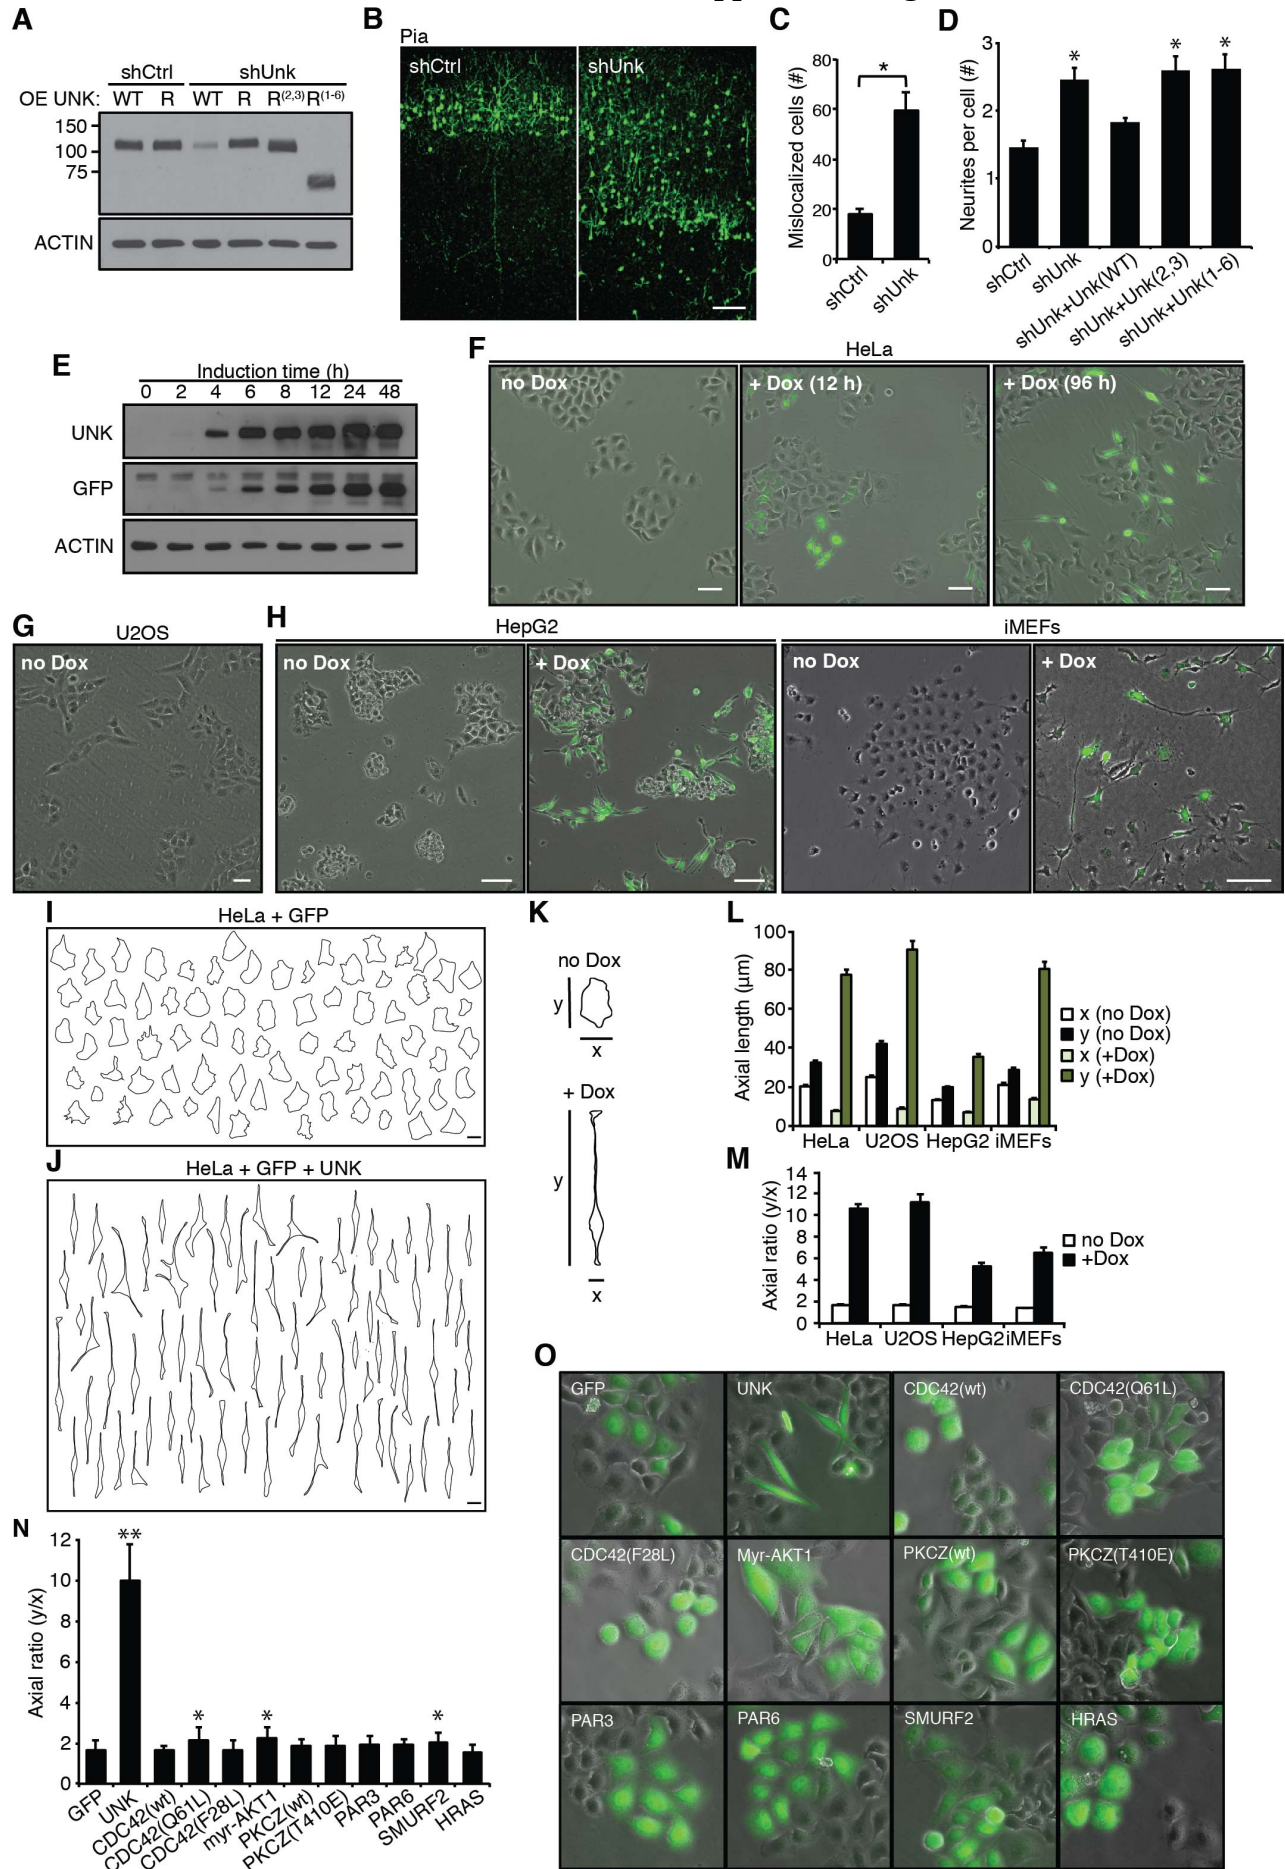 A
shCtrl shUnk
OE UNK: WT R WT R R(2,3) R(1-6)
150
100
75
ACTIN
B
Pia
shCtrl shUnk
C
Mislocalized cells (#)
80
60
40
20
0
*
shCtrl shUnk
D
Neurites per cell (#)
3
2
1
0
* * *
shCtrl shUnk shUnk+Unk(WT) shUnk+Unk(2,3) shUnk+Unk(1-6)
E
Induction time (h)
0 2 4 6 8 12 24 48
UNK
GFP
ACTIN
F
HeLa
no Dox + Dox (12 h) + Dox (96 h)
G
U2OS
no Dox
H
HepG2 iMEFs
no Dox + Dox no Dox + Dox
I
HeLa + GFP
J
HeLa + GFP + UNK
K
no Dox
y
x
+ Dox
y
x
L
Axial length (µm)
100
80
60
40
20
0
HeLa U2OS HepG2 iMEFs
x (no Dox)
y (no Dox)
x (+Dox)
y (+Dox)
M
Axial ratio (y/x)
14
12
10
8
6
4
2
0
HeLa U2OS HepG2 iMEFs
no Dox
+Dox
N
Axial ratio (y/x)
12
10
8
6
4
2
0
** * * *
GFP UNK CDC42(wt) CDC42(Q61L) CDC42(F28L) myr-AKT1 PKCZ(wt) PKCZ(T410E) PAR3 PAR6 SMURF2 HRAS
O
GFP UNK CDC42(wt) CDC42(Q61L)
CDC42(F28L) Myr-AKT1 PKCZ(wt) PKCZ(T410E)
PAR3 PAR6 SMURF2 HRAS